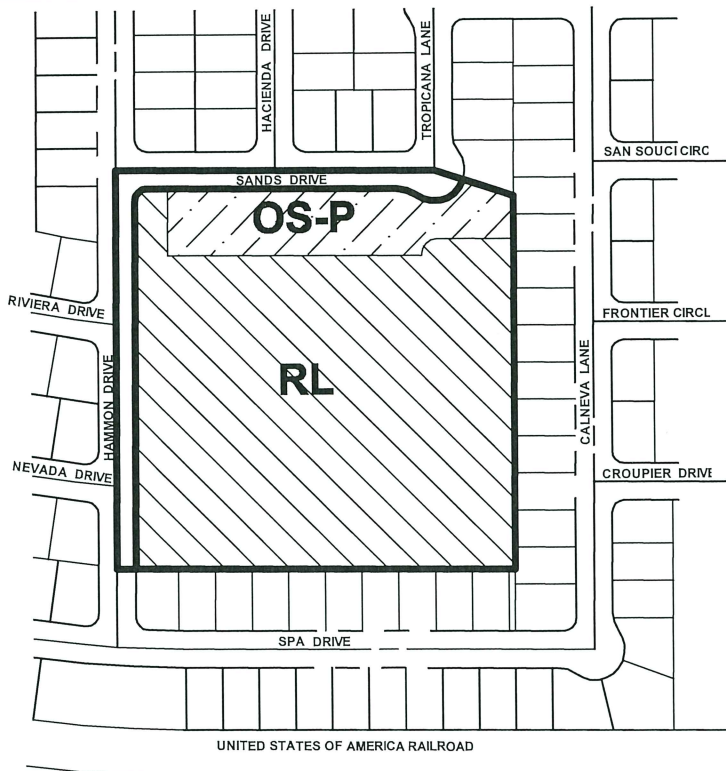 HACIENDA DRIVE
TROPICANA LANE
SAN SOUCI CIRC
SANDS DRIVE
OS-P
RIVIERA DRIVE
FRONTIER CIRCL
HAMMON DRIVE
RL
CALNEVA LANE
NEVADA DRIVE
CROUPIER DRIVE
SPA DRIVE
UNITED STATES OF AMERICA RAILROAD